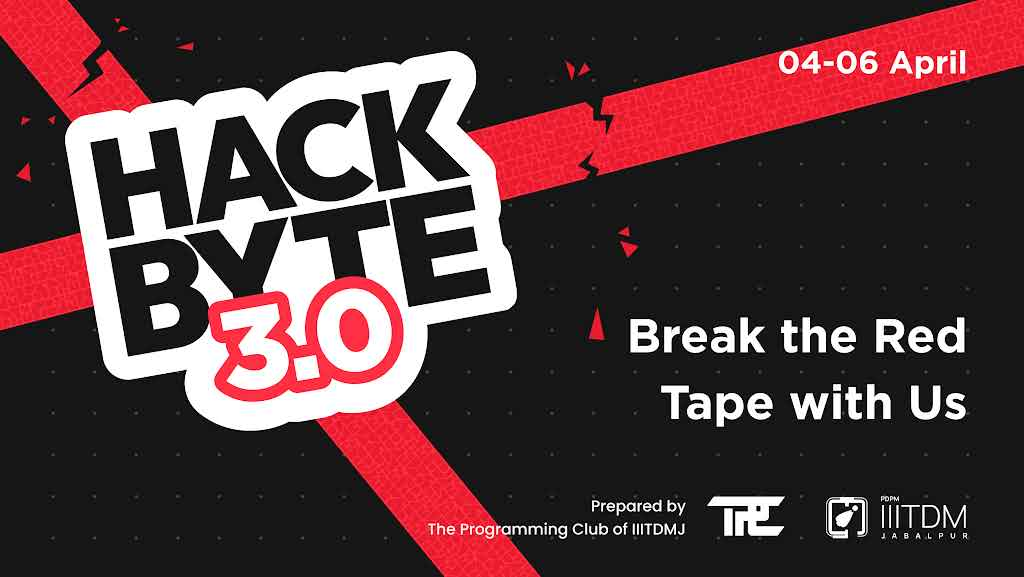 04-06 April
HACK
BYTE
3.0
Break the Red
Tape with Us
Prepared by
The Programming Club of IIITDMJ
TPC
PDPM
IIITDM
JABALPUR